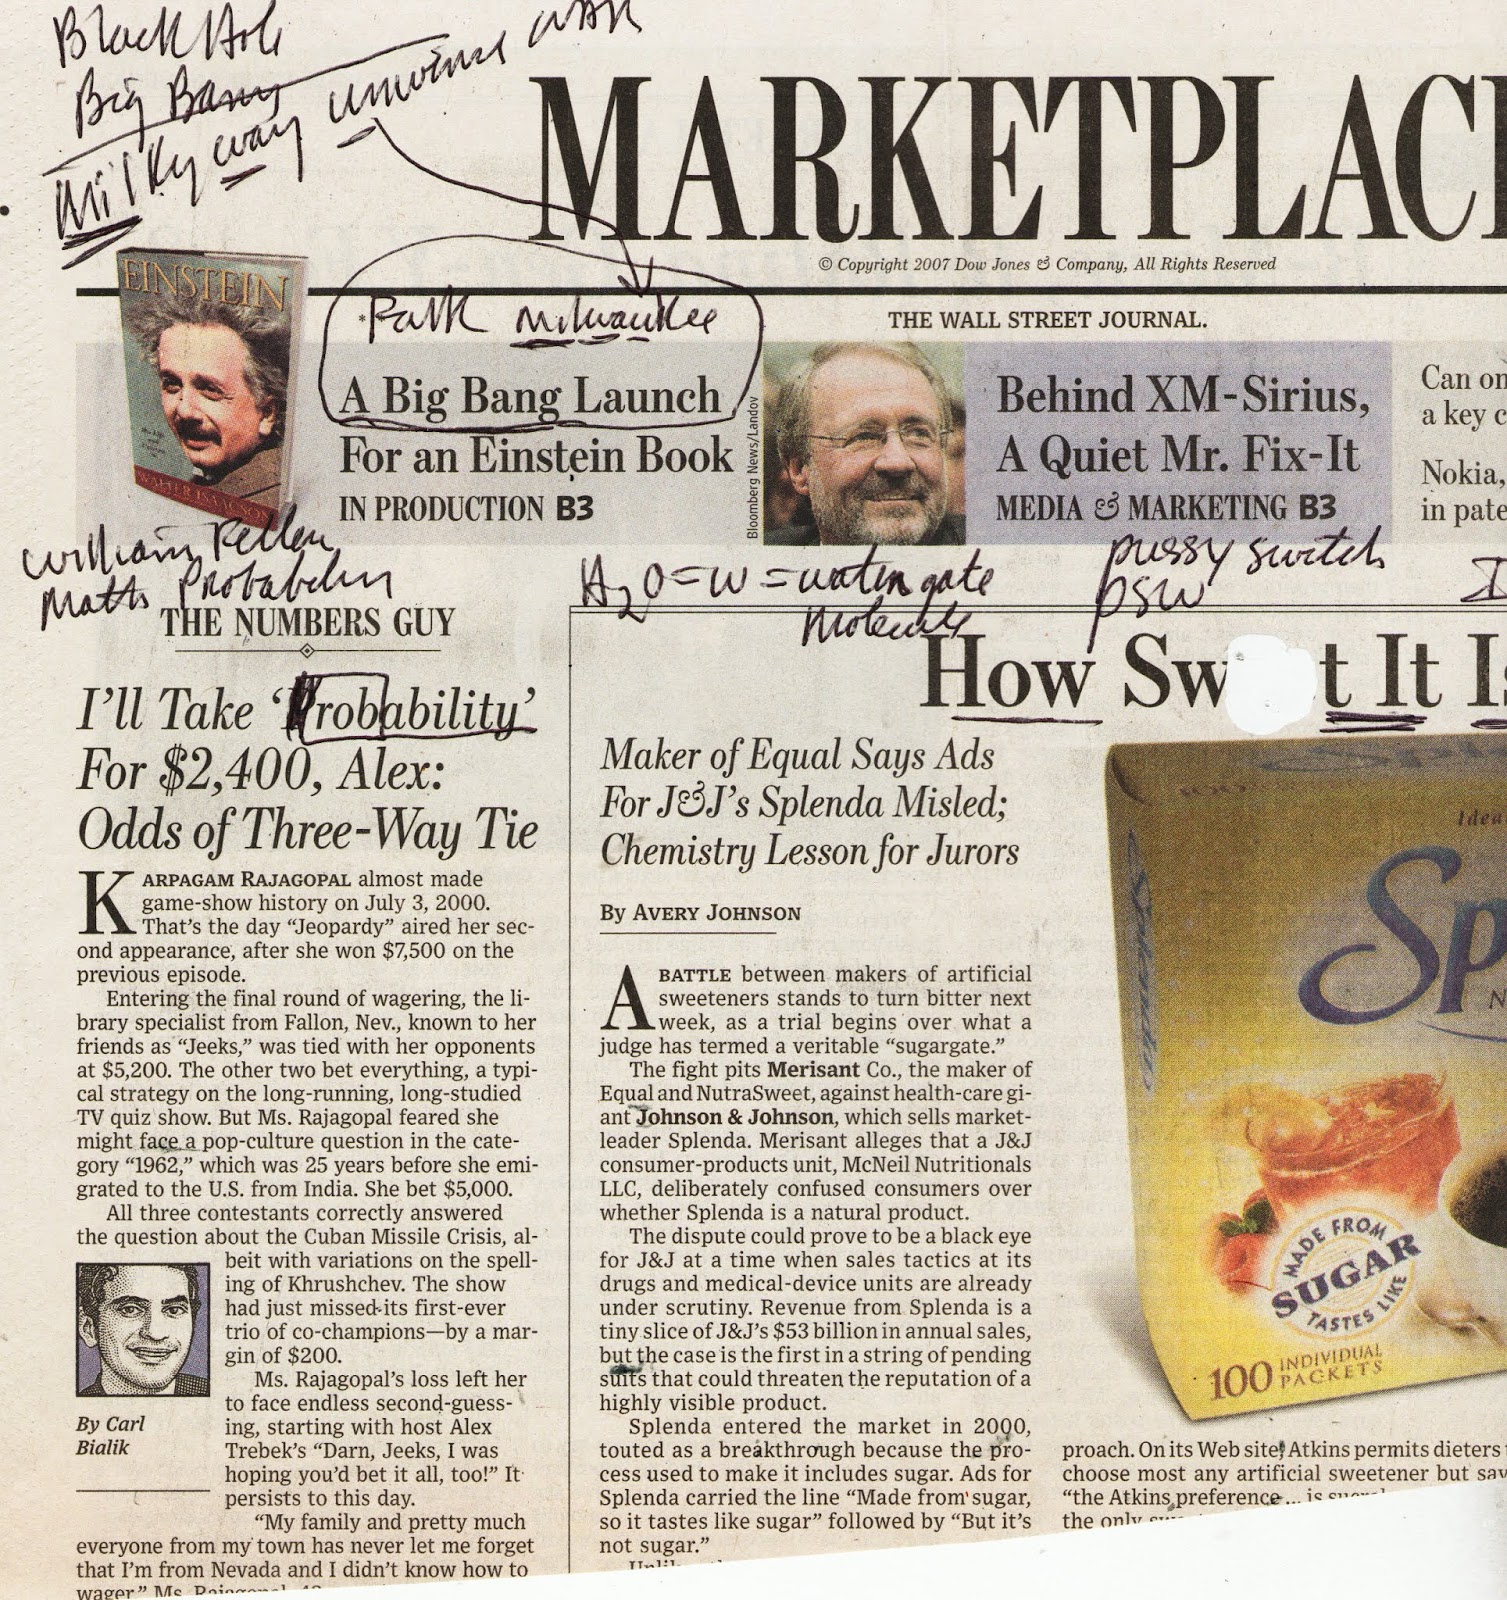 Black Hole
Big Bang
Milky way universe
MARKETPLAC
© Copyright 2007 Dow Jones & Company, All Rights Reserved
EINSTEIN
WALTER ISAACSON
* Path Milwaukee
THE WALL STREET JOURNAL.
A Big Bang Launch
For an Einstein Book
IN PRODUCTION B3
Bloomberg News/Landov
Behind XM-Sirius,
A Quiet Mr. Fix-It
MEDIA & MARKETING B3
Can on
a key c
Nokia,
in pate
William Feller
Maths Probability
H2O = W = watergate
Molecule
pussy switch
PSW
I
THE NUMBERS GUY
I'll Take ‘Probability’
For $2,400, Alex:
Odds of Three-Way Tie
KARPAGAM RAJAGOPAL almost made
game-show history on July 3, 2000.
That's the day “Jeopardy” aired her sec-
ond appearance, after she won $7,500 on the
previous episode.
Entering the final round of wagering, the li-
brary specialist from Fallon, Nev., known to her
friends as “Jeeks,” was tied with her opponents
at $5,200. The other two bet everything, a typi-
cal strategy on the long-running, long-studied
TV quiz show. But Ms. Rajagopal feared she
might face a pop-culture question in the cate-
gory “1962,” which was 25 years before she emi-
grated to the U.S. from India. She bet $5,000.
All three contestants correctly answered
the question about the Cuban Missile Crisis, al-
beit with variations on the spell-
ing of Khrushchev. The show
had just missed its first-ever
trio of co-champions—by a mar-
gin of $200.
Ms. Rajagopal's loss left her
to face endless second-guess-
ing, starting with host Alex
Trebek's “Darn, Jeeks, I was
hoping you'd bet it all, too!” It
persists to this day.
By Carl
Bialik
“My family and pretty much
everyone from my town has never let me forget
that I'm from Nevada and I didn't know how to
wager,” Ms. Rajagopal
How Sw t It Is
Maker of Equal Says Ads
For J&J's Splenda Misled;
Chemistry Lesson for Jurors
By AVERY JOHNSON
A BATTLE between makers of artificial
sweeteners stands to turn bitter next
week, as a trial begins over what a
judge has termed a veritable “sugargate.”
The fight pits Merisant Co., the maker of
Equal and NutraSweet, against health-care gi-
ant Johnson & Johnson, which sells market-
leader Splenda. Merisant alleges that a J&J
consumer-products unit, McNeil Nutritionals
LLC, deliberately confused consumers over
whether Splenda is a natural product.
The dispute could prove to be a black eye
for J&J at a time when sales tactics at its
drugs and medical-device units are already
under scrutiny. Revenue from Splenda is a
tiny slice of J&J's $53 billion in annual sales,
but the case is the first in a string of pending
suits that could threaten the reputation of a
highly visible product.
Splenda entered the market in 2000,
touted as a breakthrough because the pro-
cess used to make it includes sugar. Ads for
Splenda carried the line “Made from sugar,
so it tastes like sugar” followed by “But it's
not sugar.”
Idea
Splenda
Sp
N
MADE FROM
SUGAR
TASTES LIKE
100 INDIVIDUAL
PACKETS
proach. On its Web site, Atkins permits dieters t
choose most any artificial sweetener but say
“the Atkins preference ... is
the only